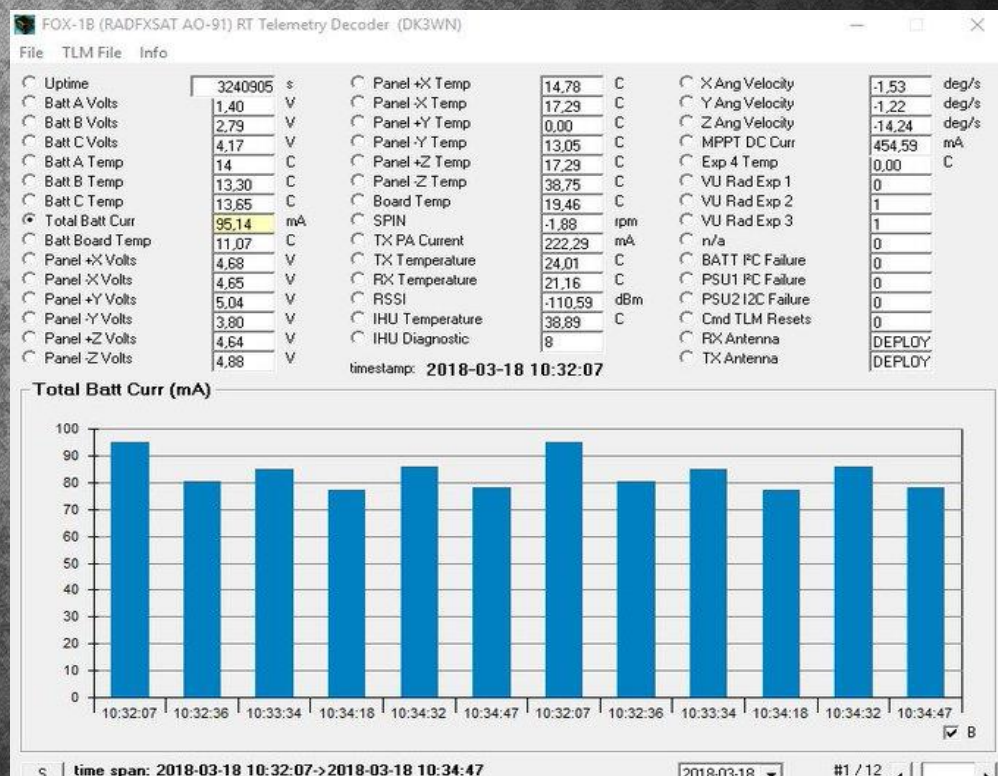 FOX-1B (RADFXSAT AO-91) RT Telemetry Decoder (DK3WN)
File TLM File Info
Uptime 3240905 s
Batt A Volts 1,40 V
Batt B Volts 2,79 V
Batt C Volts 4,17 V
Batt A Temp 14 C
Batt B Temp 13,30 C
Batt C Temp 13,65 C
Total Batt Curr 95,14 mA
Batt Board Temp 11,07 C
Panel +X Volts 4,68 V
Panel -X Volts 4,65 V
Panel +Y Volts 5,04 V
Panel -Y Volts 3,80 V
Panel +Z Volts 4,64 V
Panel -Z Volts 4,88 V
Panel +X Temp 14,78 C
Panel -X Temp 17,29 C
Panel +Y Temp 0,00 C
Panel -Y Temp 13,05 C
Panel +Z Temp 17,29 C
Panel -Z Temp 38,75 C
Board Temp 19,46 C
SPIN -1,88 rpm
TX PA Current 222,29 mA
TX Temperature 24,01 C
RX Temperature 21,16 C
RSSI -110,59 dBm
IHU Temperature 38,89 C
IHU Diagnostic 8
timestamp: 2018-03-18 10:32:07
X Ang Velocity -1,53 deg/s
Y Ang Velocity -1,22 deg/s
Z Ang Velocity -14,24 deg/s
MPPT DC Curr 454,59 mA
Exp 4 Temp 0,00 C
VU Rad Exp 1 0
VU Rad Exp 2 1
VU Rad Exp 3 1
n/a 0
BATT I²C Failure 0
PSU1 I²C Failure 0
PSU2 I2C Failure 0
Cmd TLM Resets 0
RX Antenna DEPLOY
TX Antenna DEPLOY
Total Batt Curr (mA)
100
90
80
70
60
50
40
30
20
10
0
10:32:07 10:32:36 10:33:34 10:34:18 10:34:32 10:34:47 10:32:07 10:32:36 10:33:34 10:34:18 10:34:32 10:34:47
B
S time span: 2018-03-18 10:32:07->2018-03-18 10:34:47 2018-03-18 #1 / 12